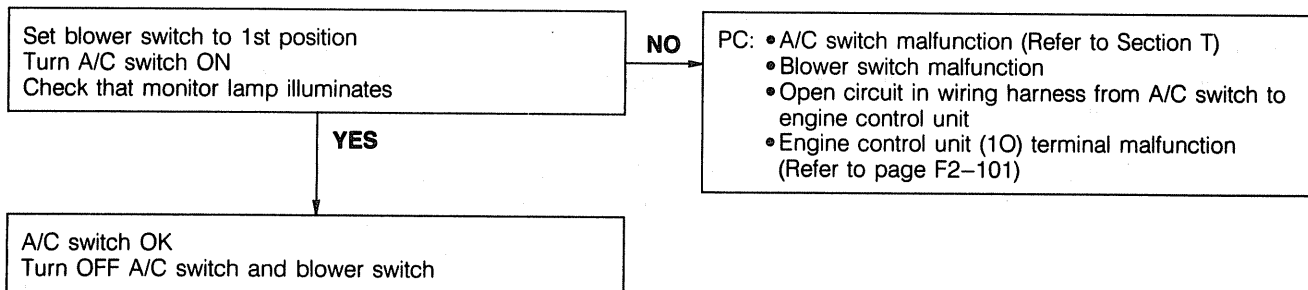 Set blower switch to 1st position
Turn A/C switch ON
Check that monitor lamp illuminates
NO
PC: • A/C switch malfunction (Refer to Section T)
• Blower switch malfunction
• Open circuit in wiring harness from A/C switch to
engine control unit
• Engine control unit (1O) terminal malfunction
(Refer to page F2–101)
YES
A/C switch OK
Turn OFF A/C switch and blower switch